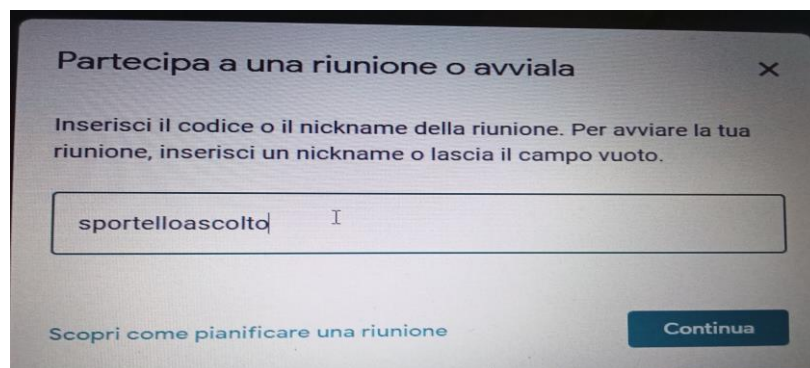 Partecipa a una riunione o avviala
Inserisci il codice o il nickname della riunione. Per avviare la tua
riunione, inserisci un nickname o lascia il campo vuoto.
sportelloascolto
Scopri come pianificare una riunione
Continua